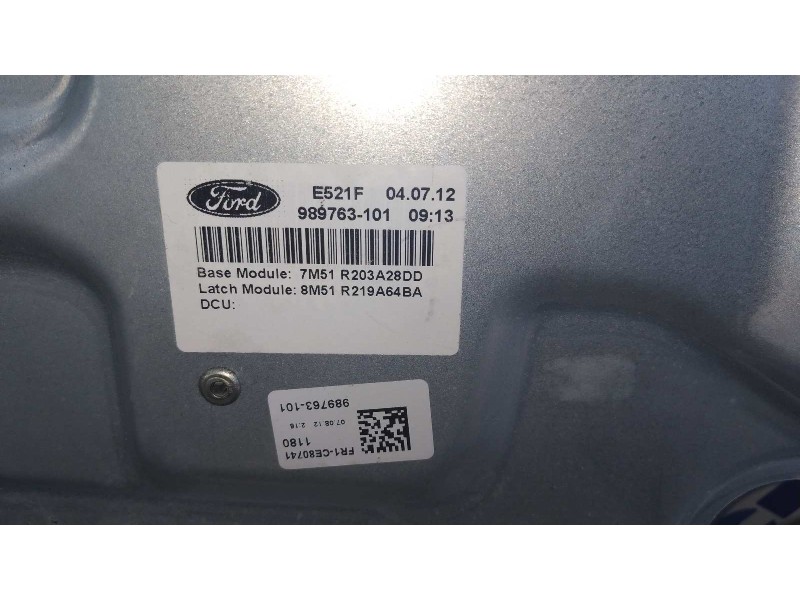 Ford
E521F 04.07.12
989763-101 09:13
Base Module: 7M51 R203A28DD
Latch Module: 8M51 R219A64BA
DCU:
FR1-CE80741
1180
07.08.12 2:16
989763-101